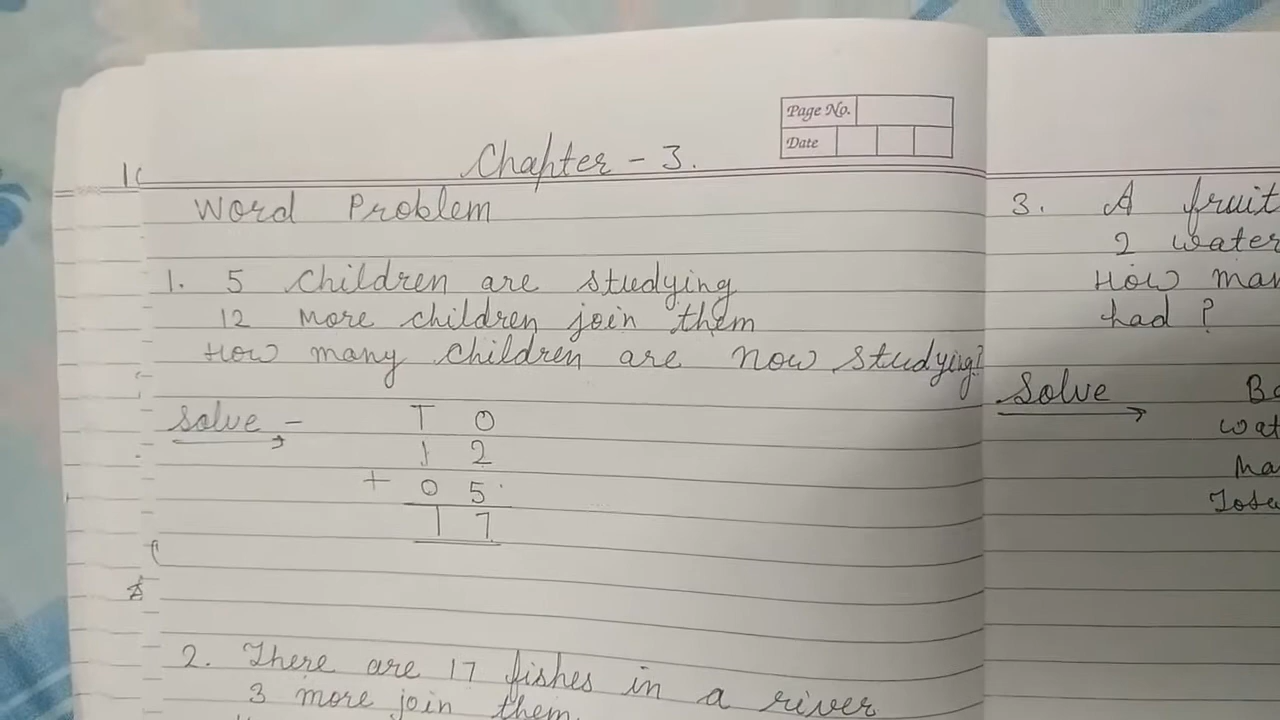 Page No.
Date
Chapter - 3.
Word Problem
1. 5 children are studying
12 more children join them
How many children are now studying?
Solve -
T O
1 2
+ 0 5
1 7
2. There are 17 fishes in a river
3 more join them.
3. A fruit
2 water
How man
had ?
Solve
wat
Ma